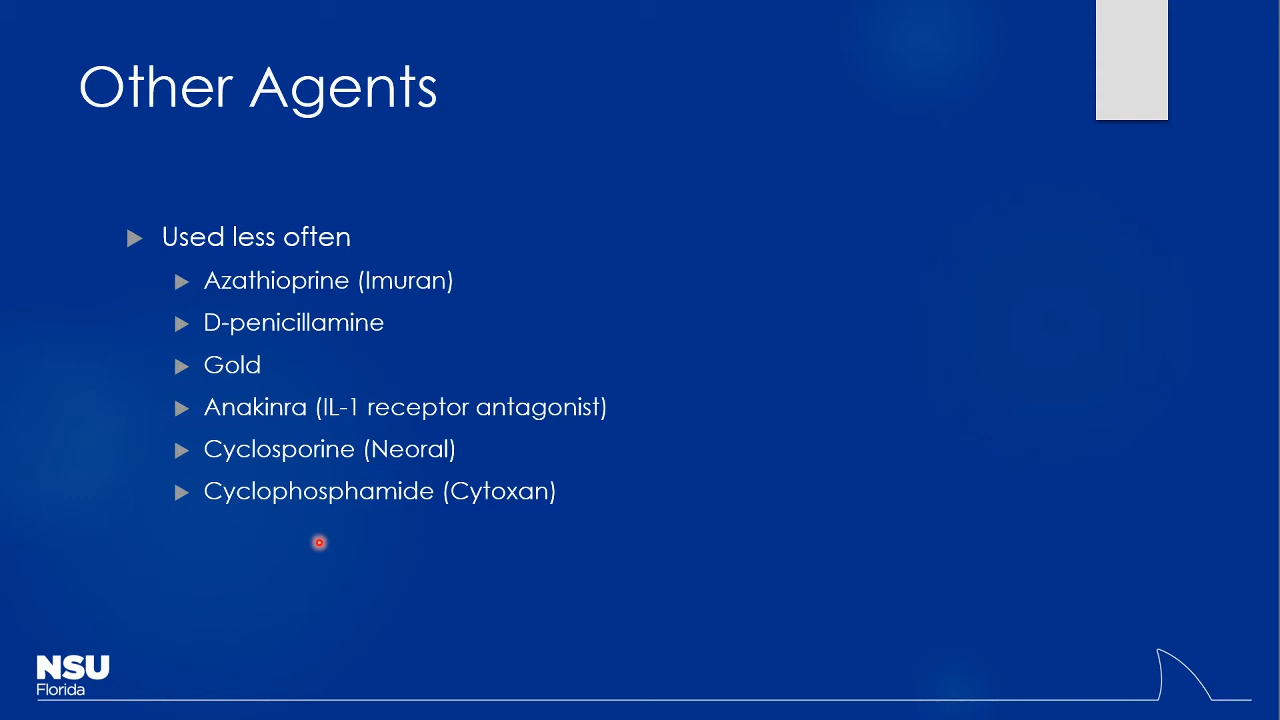 Other Agents
Used less often
Azathioprine (Imuran)
D-penicillamine
Gold
Anakinra (IL-1 receptor antagonist)
Cyclosporine (Neoral)
Cyclophosphamide (Cytoxan)
NSU
Florida